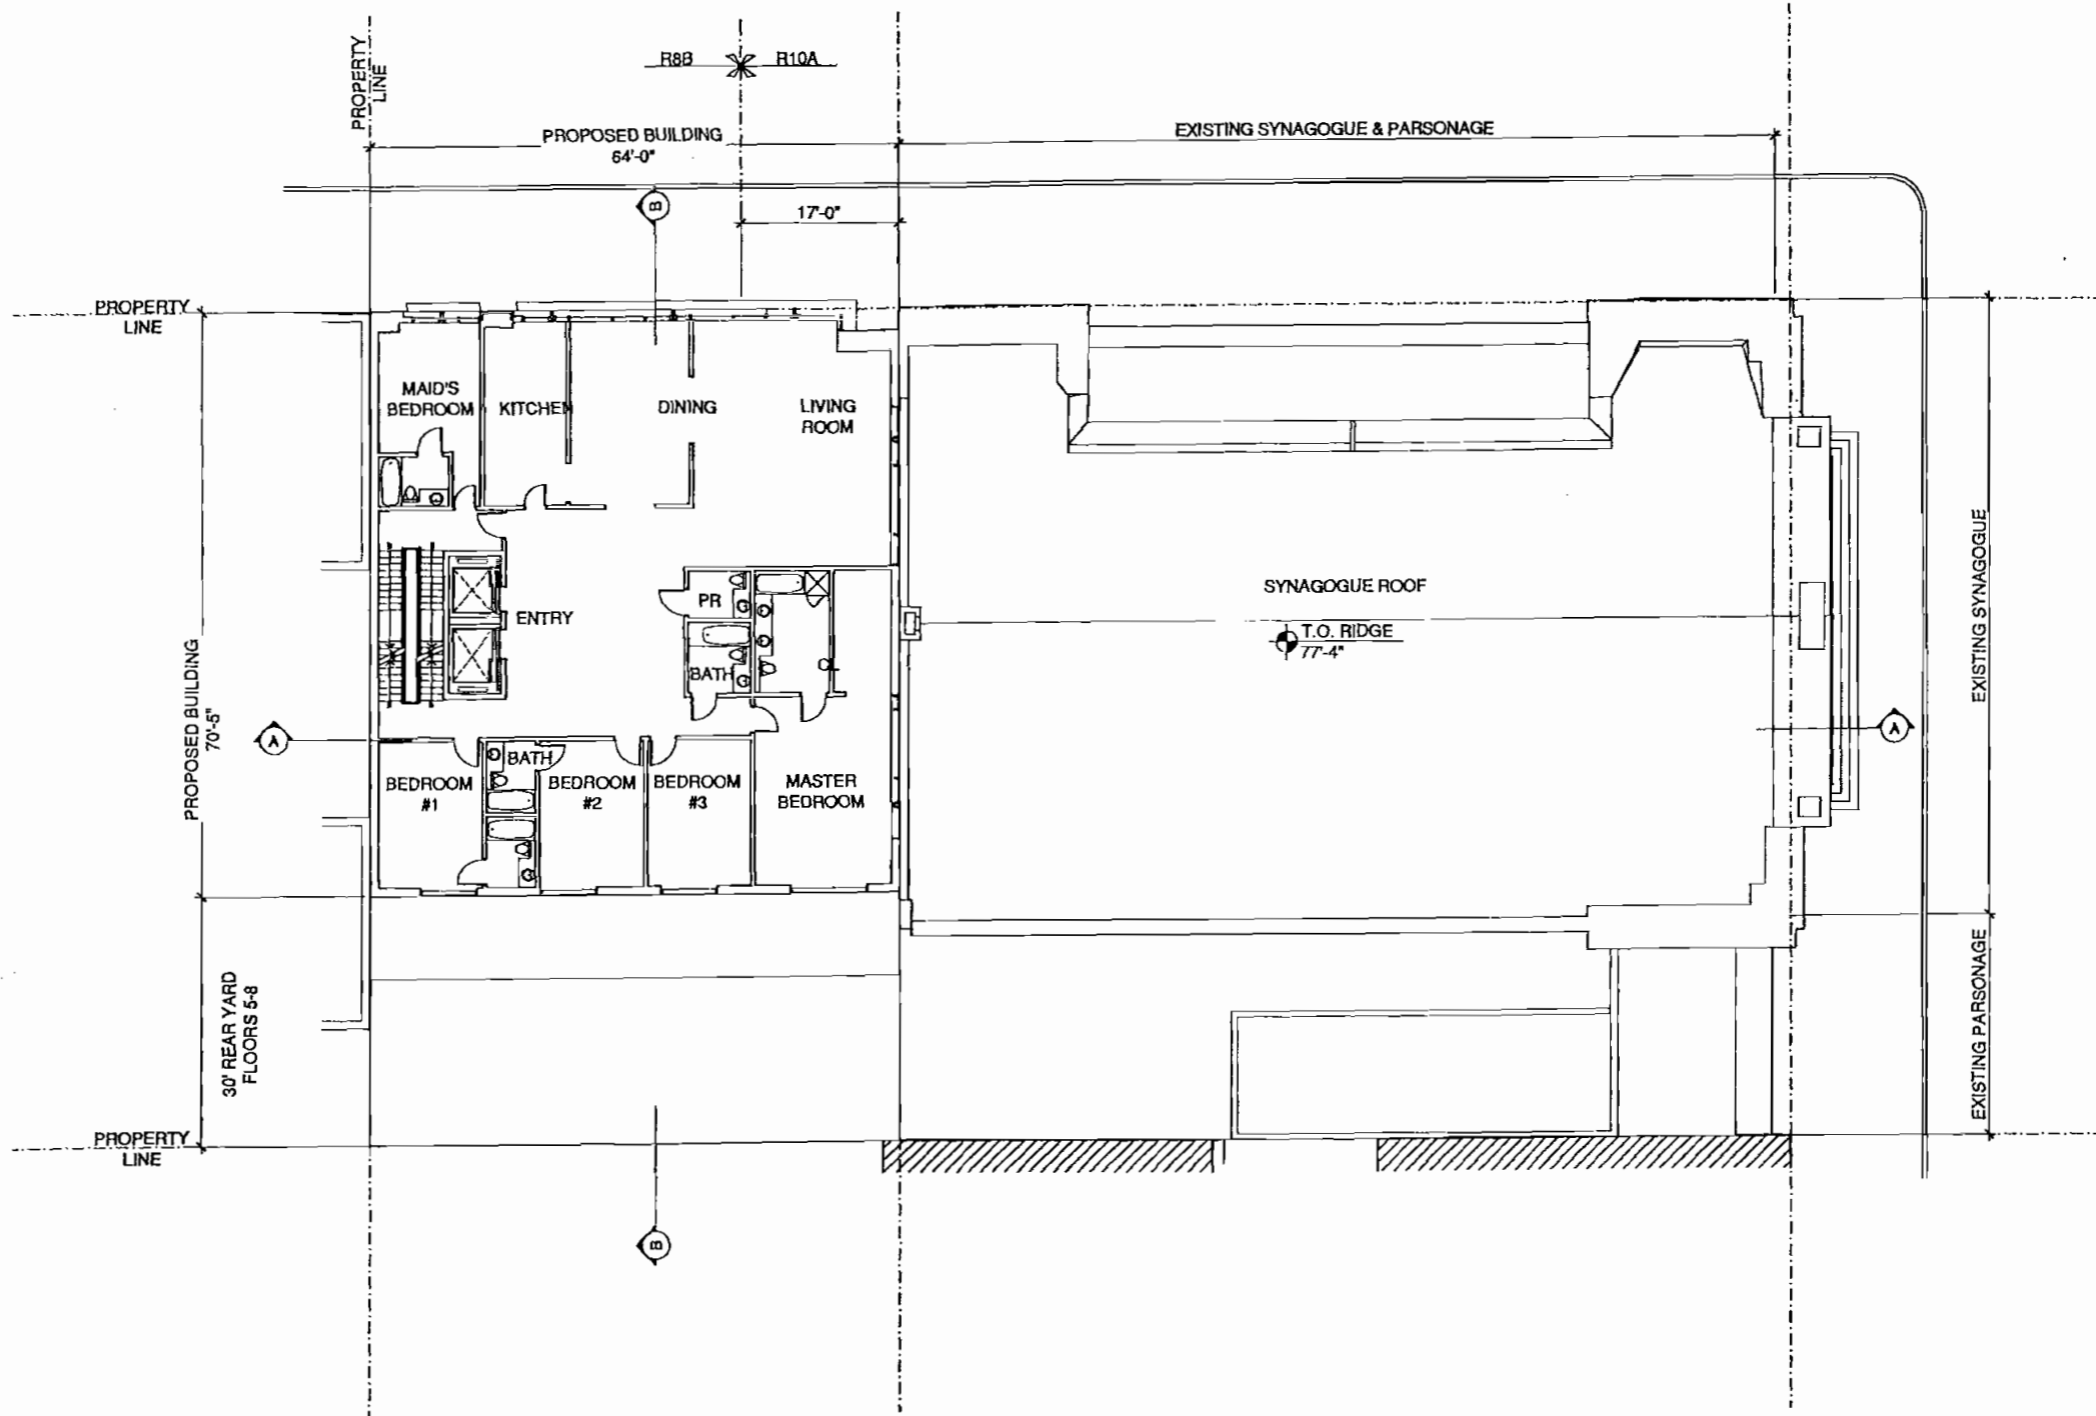 R8B
R10A
PROPERTY
LINE
PROPOSED BUILDING
64'-0"
EXISTING SYNAGOGUE & PARSONAGE
B
17'-0"
PROPERTY
LINE
MAID'S
BEDROOM
KITCHEN
DINING
LIVING
ROOM
SYNAGOGUE ROOF
T.O. RIDGE
77'-4"
ENTRY
PR
BATH
CL
EXISTING SYNAGOGUE
PROPOSED BUILDING
70'-5"
A
A
BATH
BEDROOM
#1
BEDROOM
#2
BEDROOM
#3
MASTER
BEDROOM
30' REAR YARD
FLOORS 5-8
EXISTING PARSONAGE
PROPERTY
LINE
B